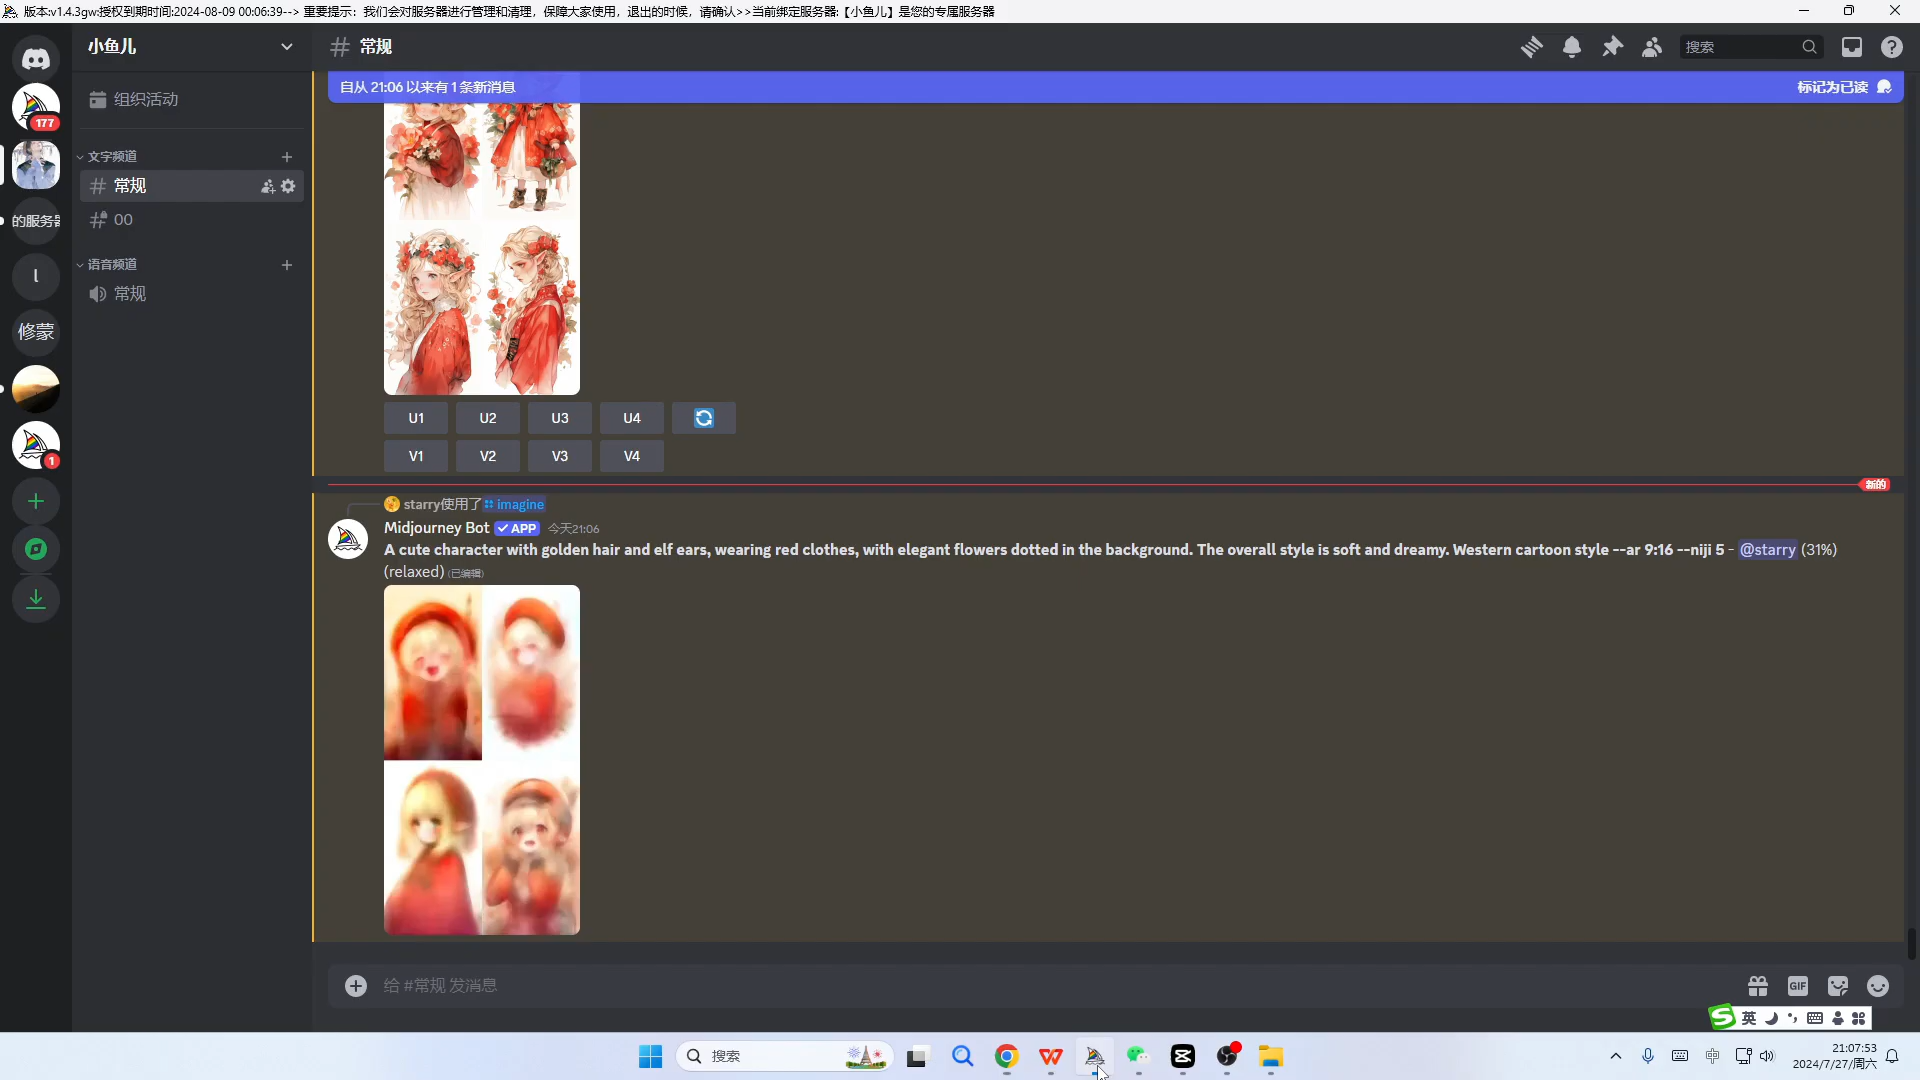 版本:v1.4.3gw:授权到期时间:2024-08-09 00:06:39--> 重要提示：我们会对服务器进行管理和清理，保障大家使用，退出的时候，请确认>>当前绑定服务器:【小鱼儿】是您的专属服务器
小鱼儿
常规
搜索
自从 21:06 以来有 1 条新消息
标记为已读
177
组织活动
文字频道
常规
00
语音频道
常规
的服务器
l
修蒙
1
U1 U2 U3 U4
V1 V2 V3 V4
新的
starry使用了 imagine
Midjourney Bot APP 今天21:06
A cute character with golden hair and elf ears, wearing red clothes, with elegant flowers dotted in the background. The overall style is soft and dreamy. Western cartoon style --ar 9:16 --niji 5 - @starry (31%)
(relaxed) (已编辑)
给 #常规 发消息
GIF
英
搜索
中
21:07:53
2024/7/27/周六